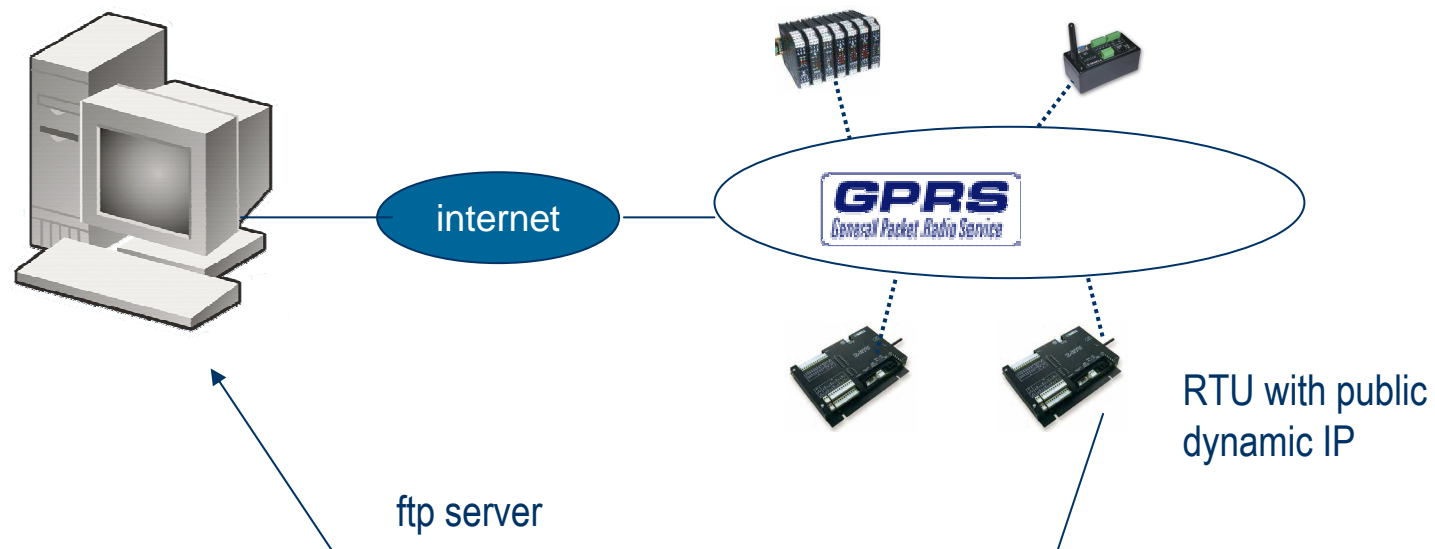 internet
GPRS
General Packet Radio Service
RTU with public
dynamic IP
ftp server